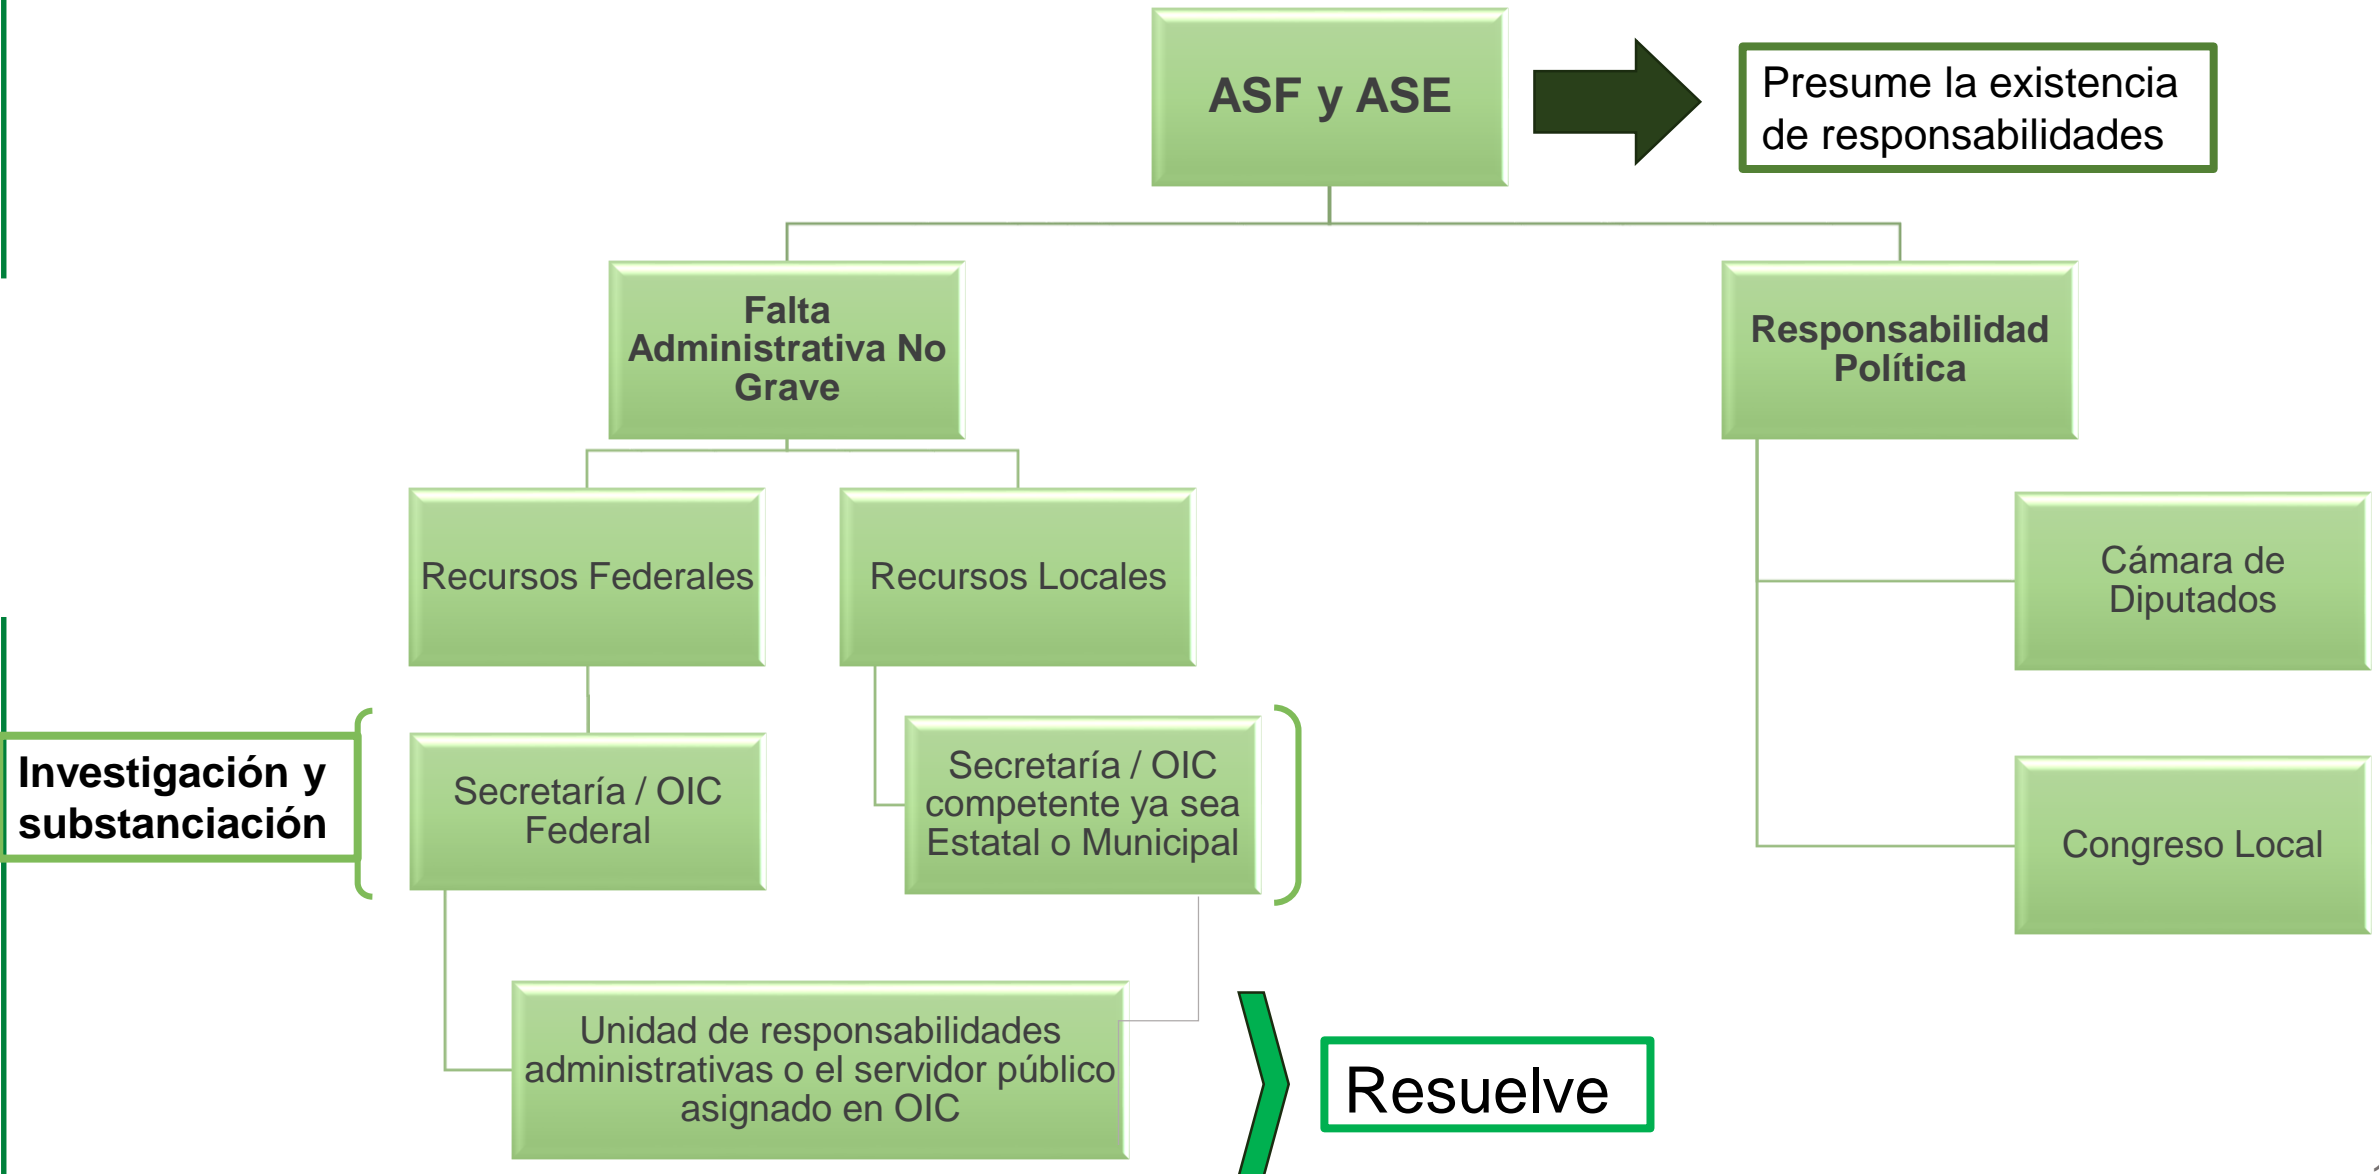 ASF y ASE
Presume la existencia
de responsabilidades
Falta
Administrativa No
Grave
Responsabilidad
Política
Recursos Federales
Recursos Locales
Cámara de
Diputados
Investigación y
substanciación
Secretaría / OIC
Federal
Secretaría / OIC
competente ya sea
Estatal o Municipal
Congreso Local
Unidad de responsabilidades
administrativas o el servidor público
asignado en OIC
Resuelve